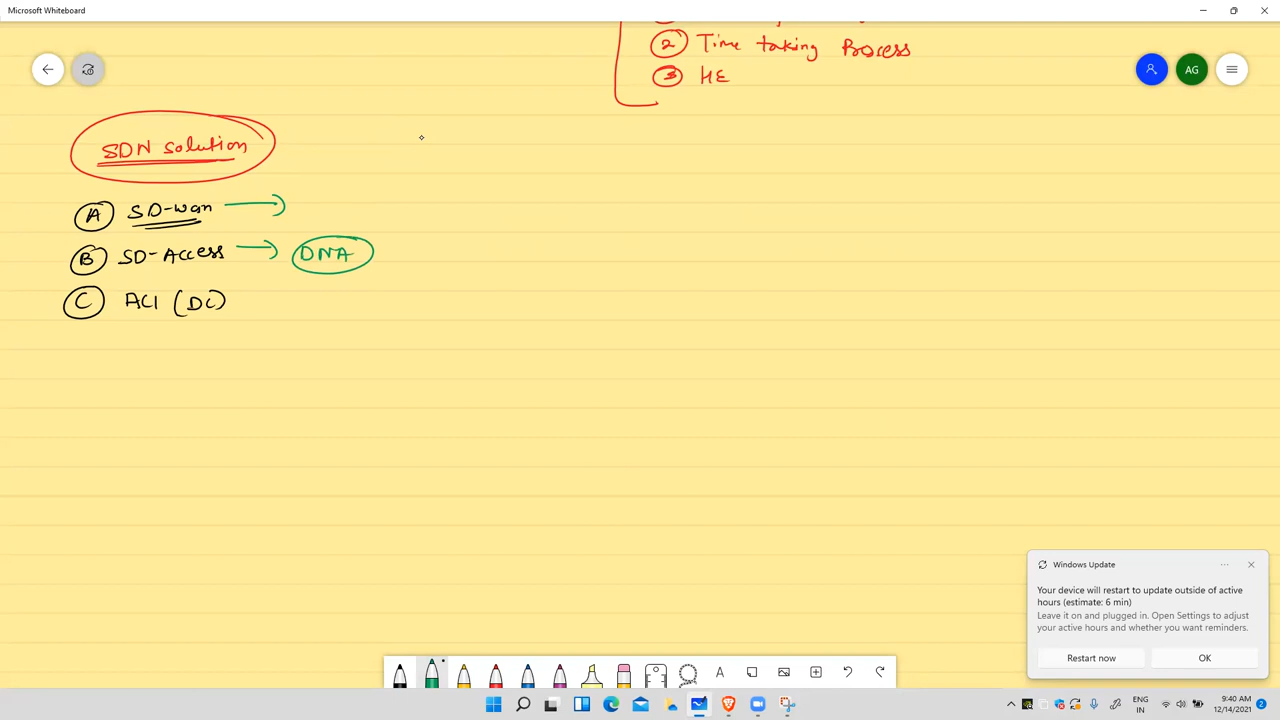 Microsoft Whiteboard
② Time taking Process
③ HE
AG
SDN solution
A SD-wan →
B SD-Access → DNA
C ACI (DC)
Windows Update
Your device will restart to update outside of active
hours (estimate: 6 min)
Leave it on and plugged in. Open Settings to adjust
your active hours and whether you want reminders.
Restart now
OK
A
ENG
IN
9:40 AM
12/14/2021
2